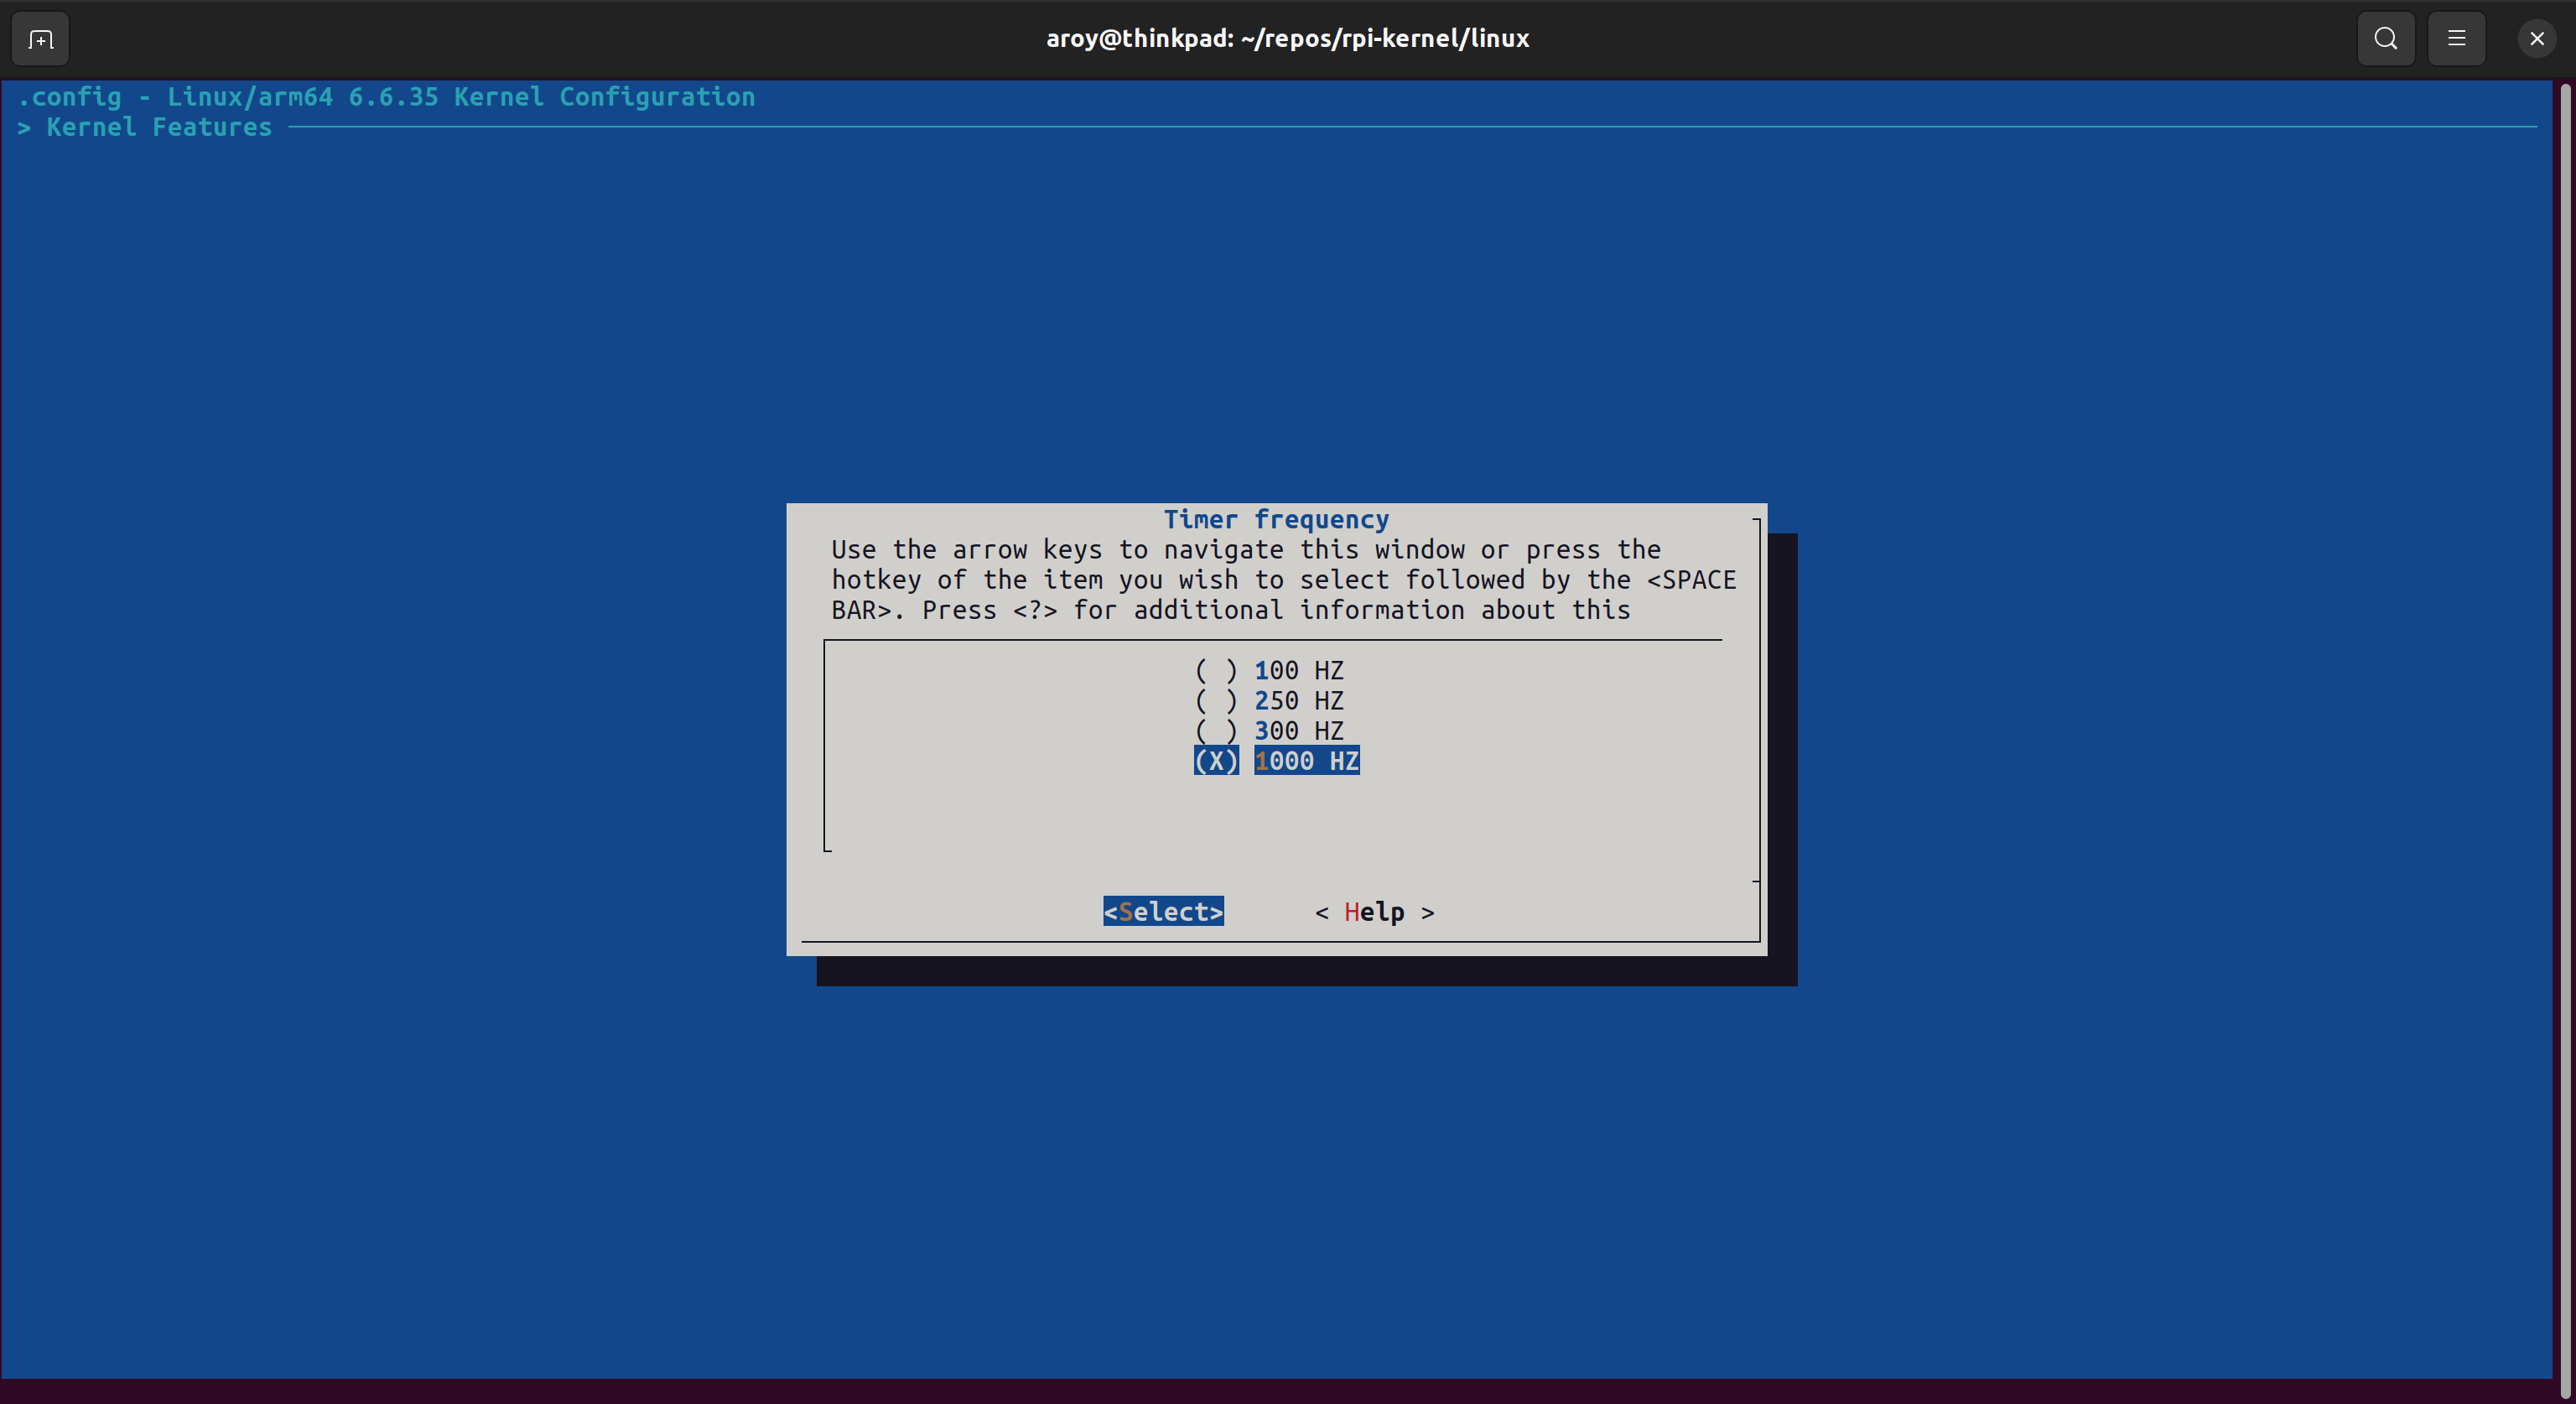 aroy@thinkpad: ~/repos/rpi-kernel/linux
.config - Linux/arm64 6.6.35 Kernel Configuration
> Kernel Features
Timer frequency
Use the arrow keys to navigate this window or press the
hotkey of the item you wish to select followed by the <SPACE
BAR>. Press <?> for additional information about this
( ) 100 HZ
( ) 250 HZ
( ) 300 HZ
(X) 1000 HZ
<Select> < Help >